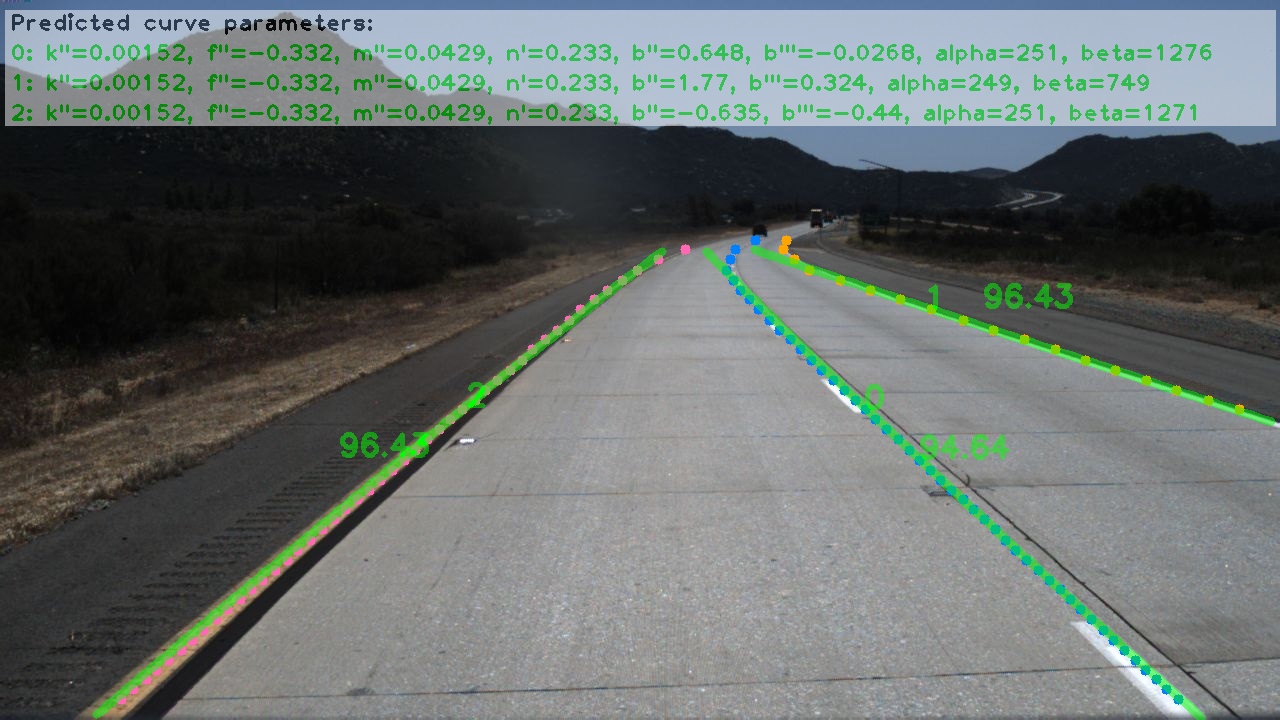 Predicted curve parameters:
0: k''=0.00152, f''=−0.332, m''=0.0429, n'=0.233, b''=0.648, b'''=−0.0268, alpha=251, beta=1276
1: k''=0.00152, f''=−0.332, m''=0.0429, n'=0.233, b''=1.77, b'''=0.324, alpha=249, beta=749
2: k''=0.00152, f''=−0.332, m''=0.0429, n'=0.233, b''=−0.635, b'''=−0.44, alpha=251, beta=1271
1 96.43
2 0
96.43 94.64